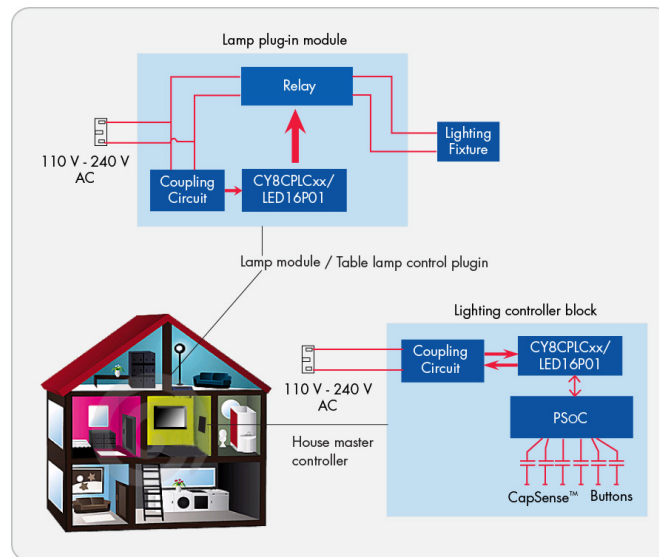 Lamp plug-in module
Relay
110 V - 240 V
AC
Lighting
Fixture
Coupling
Circuit
CY8CPLCxx/
LED16P01
Lamp module / Table lamp control plugin
Lighting controller block
Coupling
Circuit
CY8CPLCxx/
LED16P01
110 V - 240 V
AC
PSoC
House master
controller
CapSense™ Buttons